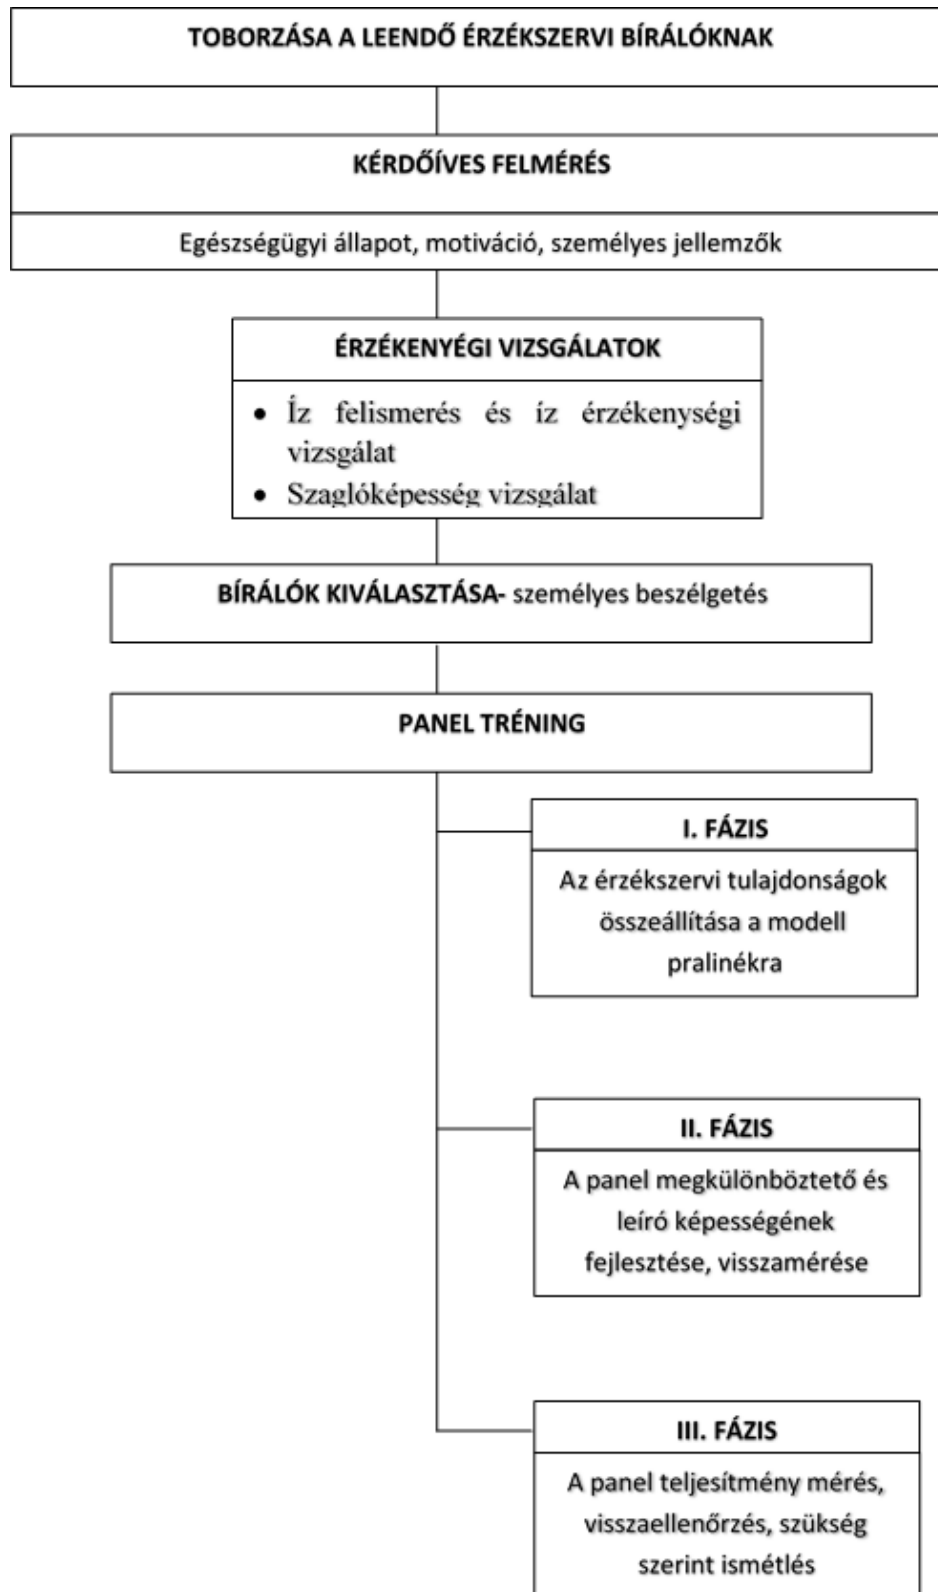 TOBORZÁSA A LEENDŐ ÉRZÉKSZERVI BÍRÁLÓKNAK
KÉRDŐÍVES FELMÉRÉS
Egészségügyi állapot, motiváció, személyes jellemzők
ÉRZÉKENYÉGI VIZSGÁLATOK
• Íz felismerés és íz érzékenységi
vizsgálat
• Szaglóképesség vizsgálat
BÍRÁLÓK KIVÁLASZTÁSA- személyes beszélgetés
PANEL TRÉNING
I. FÁZIS
Az érzékszervi tulajdonságok
összeállítása a modell
pralinékra
II. FÁZIS
A panel megkülönböztető és
leíró képességének
fejlesztése, visszamérése
III. FÁZIS
A panel teljesítmény mérés,
visszaellenőrzés, szükség
szerint ismétlés